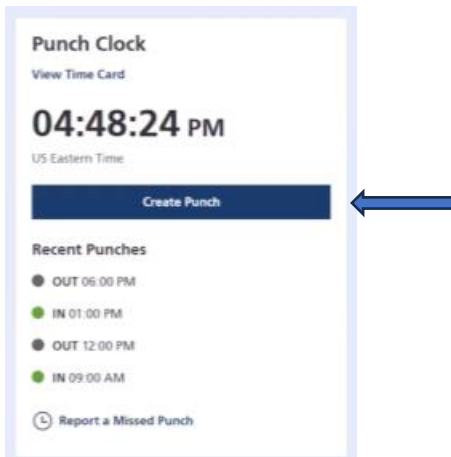 Punch Clock
View Time Card
04:48:24 PM
US Eastern Time
Create Punch
Recent Punches
OUT 06:00 PM
IN 01:00 PM
OUT 12:00 PM
IN 09:00 AM
Report a Missed Punch